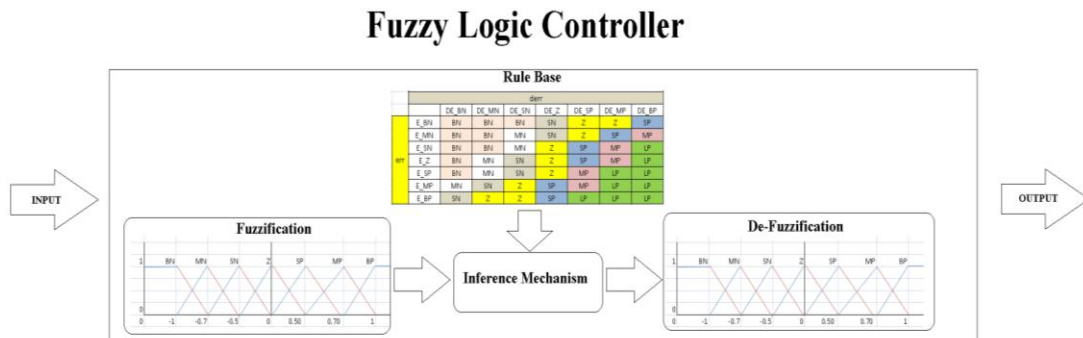 Fuzzy Logic Controller
Rule Base
derr
DE_BN DE_MN DE_SN DE_Z DE_SP DE_MP DE_BP
E_BN BN BN BN SN Z Z SP
E_MN BN BN MN SN Z SP MP
E_SN BN BN MN Z SP MP LP
err E_Z BN MN SN Z SP MP LP
E_SP BN MN SN Z MP LP LP
E_MP MN SN Z SP MP LP LP
E_BP SN Z Z SP LP LP LP
INPUT
OUTPUT
Fuzzification
1 BN MN SN Z SP MP BP
0
0 -1 -0.7 -0.5 0 0.50 0.70 1
Inference Mechanism
De-Fuzzification
1 BN MN SN Z SP MP BP
0
0 -1 -0.7 -0.5 0 0.50 0.70 1